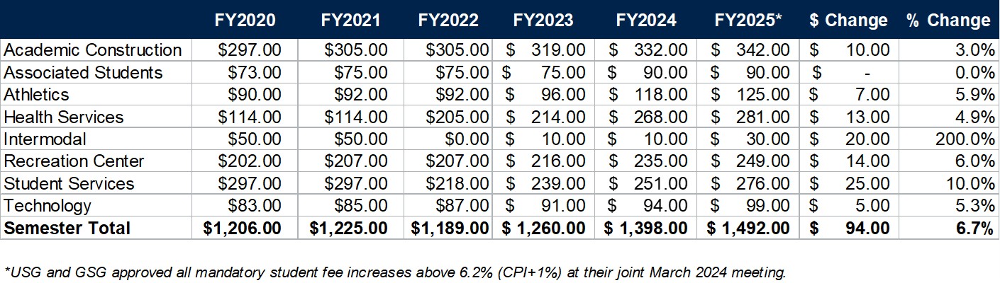 FY2020 FY2021 FY2022 FY2023 FY2024 FY2025* $ Change % Change
Academic Construction $297.00 $305.00 $305.00 $ 319.00 $ 332.00 $ 342.00 $ 10.00 3.0%
Associated Students $73.00 $75.00 $75.00 $ 75.00 $ 90.00 $ 90.00 $ - 0.0%
Athletics $90.00 $92.00 $92.00 $ 96.00 $ 118.00 $ 125.00 $ 7.00 5.9%
Health Services $114.00 $114.00 $205.00 $ 214.00 $ 268.00 $ 281.00 $ 13.00 4.9%
Intermodal $50.00 $50.00 $0.00 $ 10.00 $ 10.00 $ 30.00 $ 20.00 200.0%
Recreation Center $202.00 $207.00 $207.00 $ 216.00 $ 235.00 $ 249.00 $ 14.00 6.0%
Student Services $297.00 $297.00 $218.00 $ 239.00 $ 251.00 $ 276.00 $ 25.00 10.0%
Technology $83.00 $85.00 $87.00 $ 91.00 $ 94.00 $ 99.00 $ 5.00 5.3%
Semester Total $1,206.00 $1,225.00 $1,189.00 $ 1,260.00 $ 1,398.00 $ 1,492.00 $ 94.00 6.7%
*USG and GSG approved all mandatory student fee increases above 6.2% (CPI+1%) at their joint March 2024 meeting.